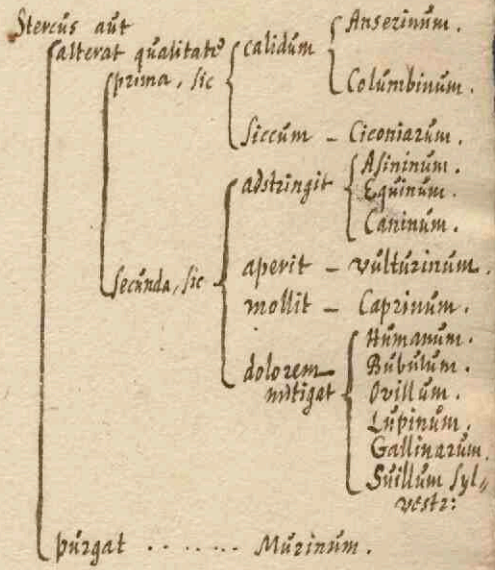 Stercus aut
alterat qualitate
prima, sic
calidum
Anserinum.
Columbinum.
siccum – Ciconiarum.
secunda, sic
adstringit
Asininum.
Equinum.
Caninum.
aperit – vulturinum.
mollit – Caprinum.
dolorem
mitigat
Humanum.
Bubulum.
Ovillum.
Lupinum.
Gallinarum.
Suillum syl„
vestr:
purgat ........ Murinum.